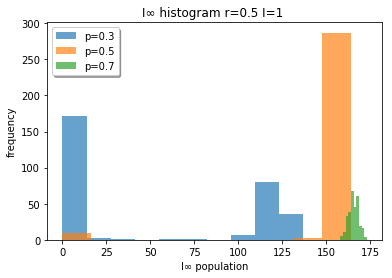 I∞ histogram r=0.5 I=1
p=0.3
p=0.5
p=0.7
frequency
300
250
200
150
100
50
0
0 25 50 75 100 125 150 175
I∞ population